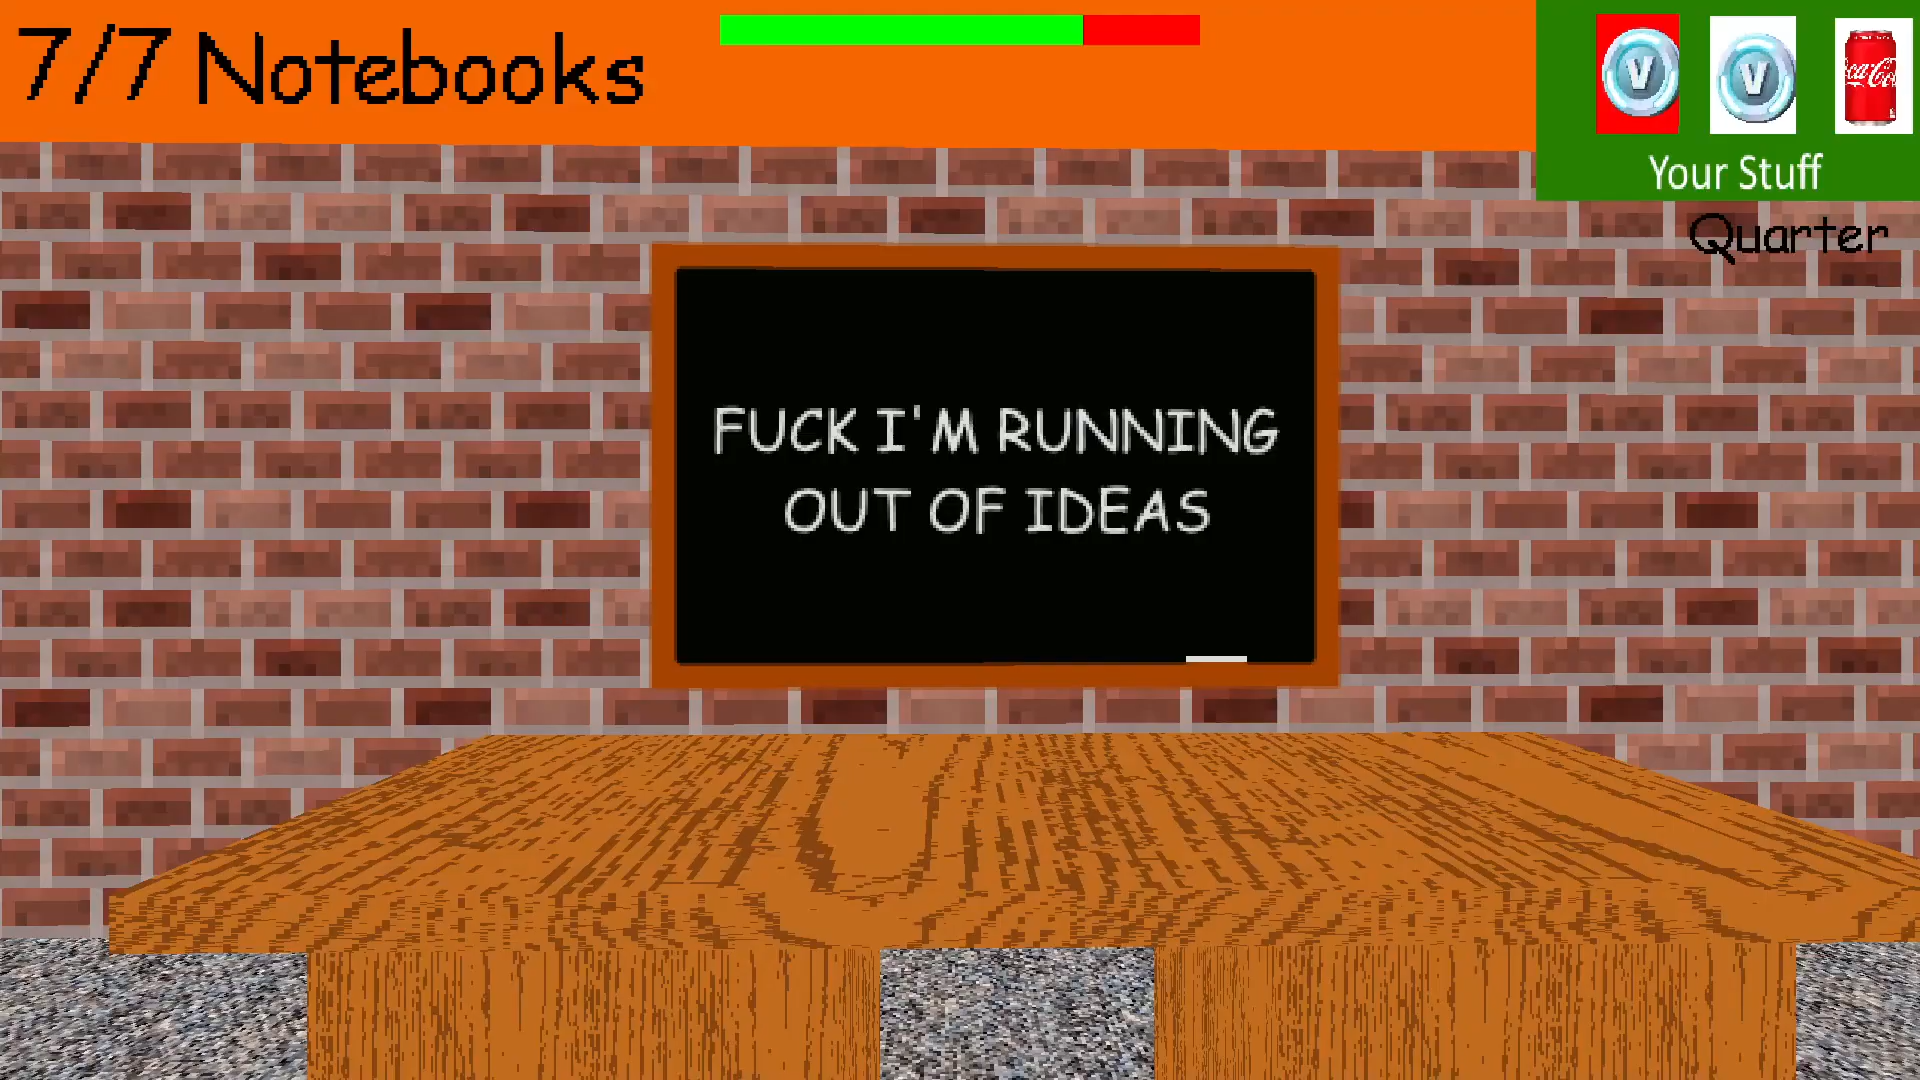 7/7 Notebooks
V V
Your Stuff
Quarter
FUCK I'M RUNNING
OUT OF IDEAS